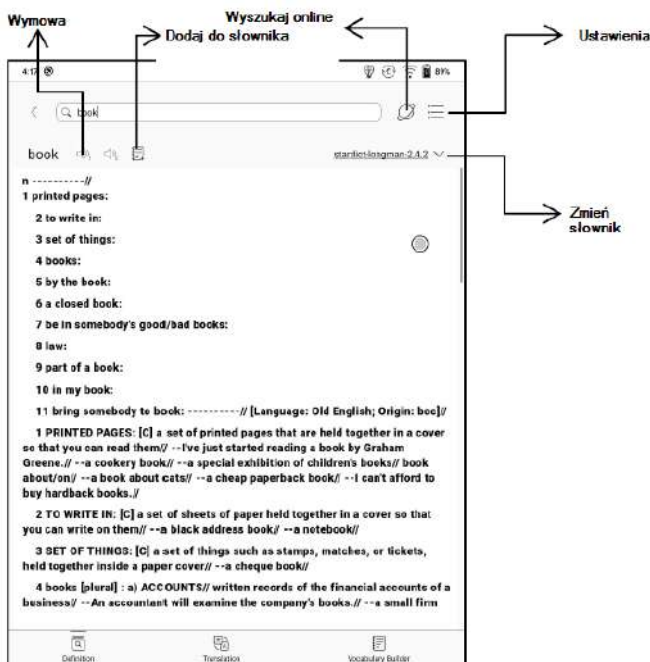 Wymowa
Wyszukaj online
Dodaj do słownika
Ustawienia
4:17
89%
book
book
stardict-longman-2.4.2
Zmień
słownik
n ----------//
1 printed pages:
2 to write in:
3 set of things:
4 books:
5 by the book:
6 a closed book:
7 be in somebody's good/bad books:
8 law:
9 part of a book:
10 in my book:
11 bring somebody to book: ----------// [Language: Old English; Origin: boc]//
1 PRINTED PAGES: [C] a set of printed pages that are held together in a cover
so that you can read them// --I've just started reading a book by Graham
Greene.// --a cookery book// --a special exhibition of children's books// book
about/on// --a book about cats// --a cheap paperback book// --I can't afford to
buy hardback books.//
2 TO WRITE IN: [C] a set of sheets of paper held together in a cover so that
you can write on them// --a black address book// --a notebook//
3 SET OF THINGS: [C] a set of things such as stamps, matches, or tickets,
held together inside a paper cover// --a cheque book//
4 books [plural] : a) ACCOUNTS// written records of the financial accounts of a
business// --An accountant will examine the company's books.// --a small firm
Definition
Translation
Vocabulary Builder